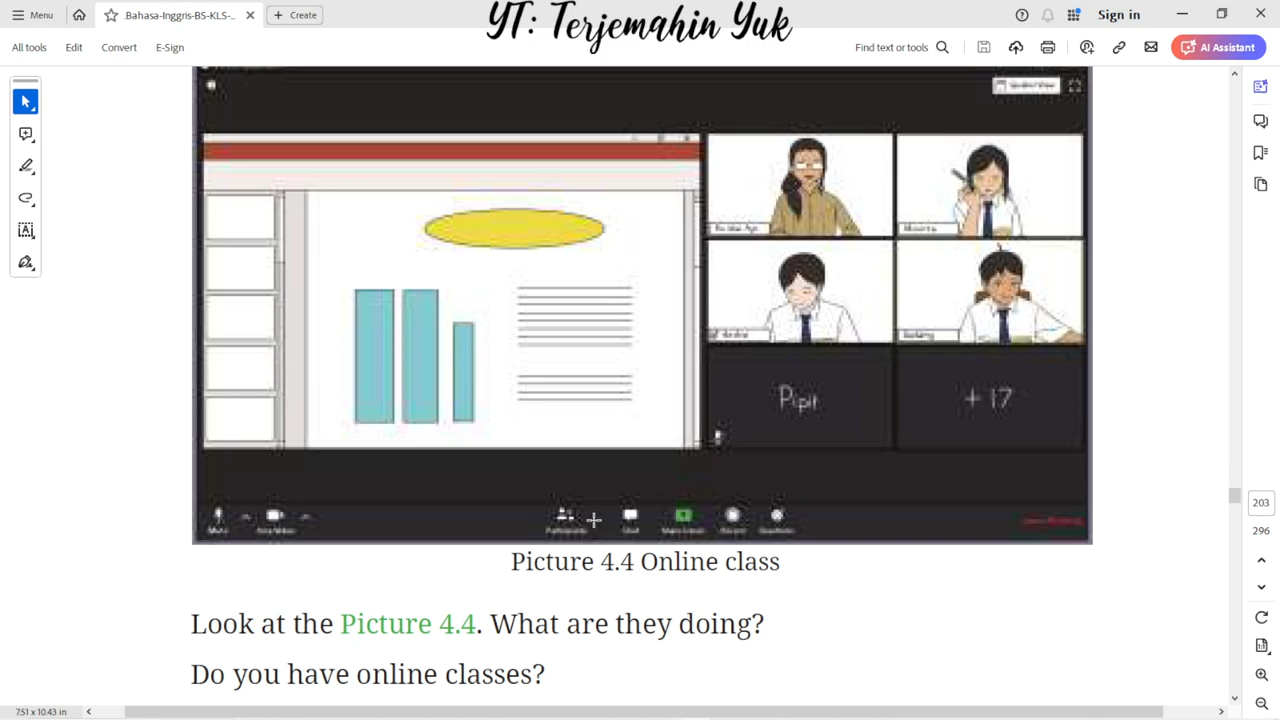 Menu
.Bahasa-Inggris-BS-KLS-...
Create
YT: Terjemahin Yuk
Sign in
All tools
Edit
Convert
E-Sign
Find text or tools
AI Assistant
Pipit
+ 17
Picture 4.4 Online class
Look at the Picture 4.4. What are they doing?
Do you have online classes?
203
296
7.51 x 10.43 in